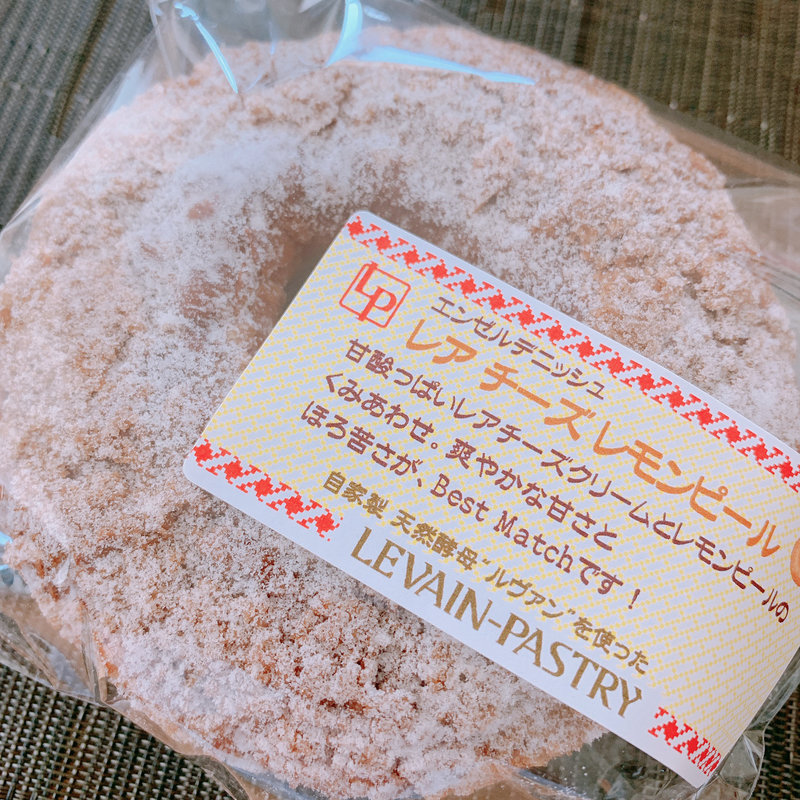 LP
エンゼルデニッシュ
レア チーズ レモンピール
甘酸っぱいレアチーズクリームとレモンピールの
くみあわせ。爽やかな甘さと
ほろ苦さが、Best Matchです！
自家製 天然酵母“ルヴァン”を使った
LEVAIN-PASTRY